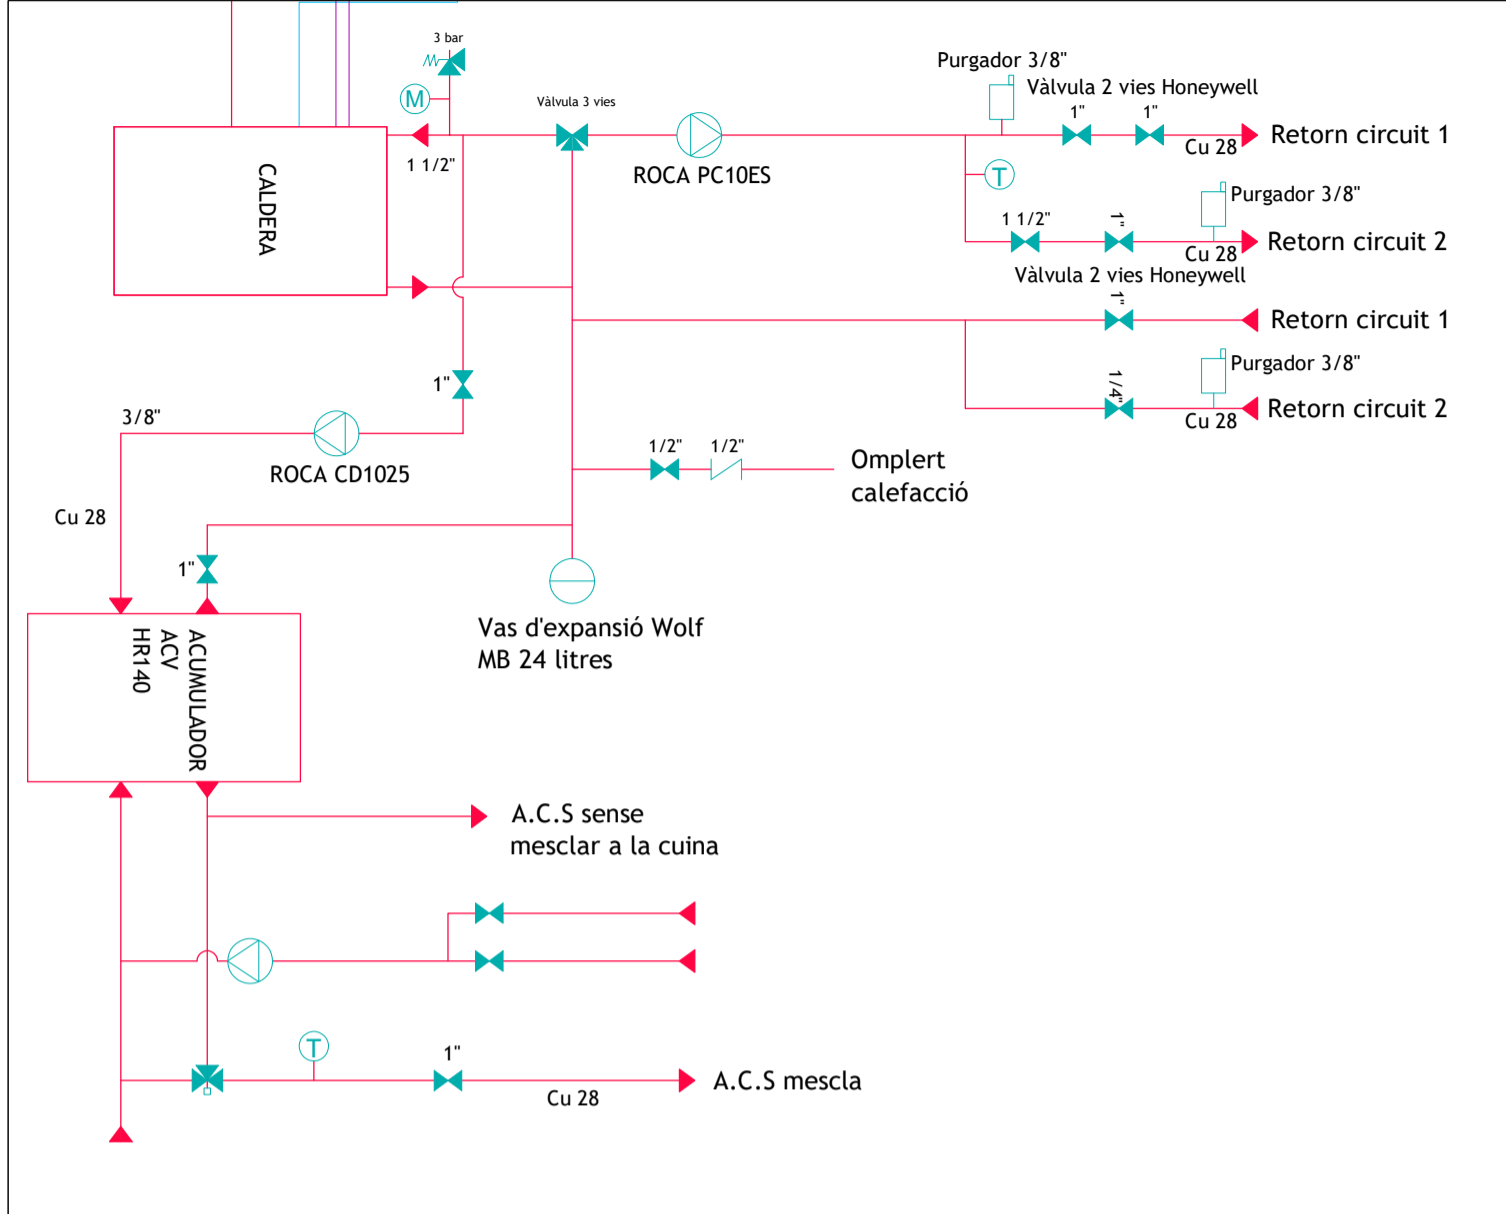 3 bar
M
Vàlvula 3 vies
1 1/2"
CALDERA
ROCA PC10ES
Purgador 3/8"
Vàlvula 2 vies Honeywell
1"
1"
Cu 28
Retorn circuit 1
T
Purgador 3/8"
1 1/2"
1"
Cu 28
Retorn circuit 2
Vàlvula 2 vies Honeywell
1"
Retorn circuit 1
Purgador 3/8"
1/4"
Cu 28
Retorn circuit 2
1"
3/8"
ROCA CD1025
1/2"
1/2"
Omplert
calefacció
Cu 28
1"
Vas d'expansió Wolf
MB 24 litres
ACUMULADOR
ACV
HR140
A.C.S sense
mesclar a la cuina
T
1"
Cu 28
A.C.S mescla